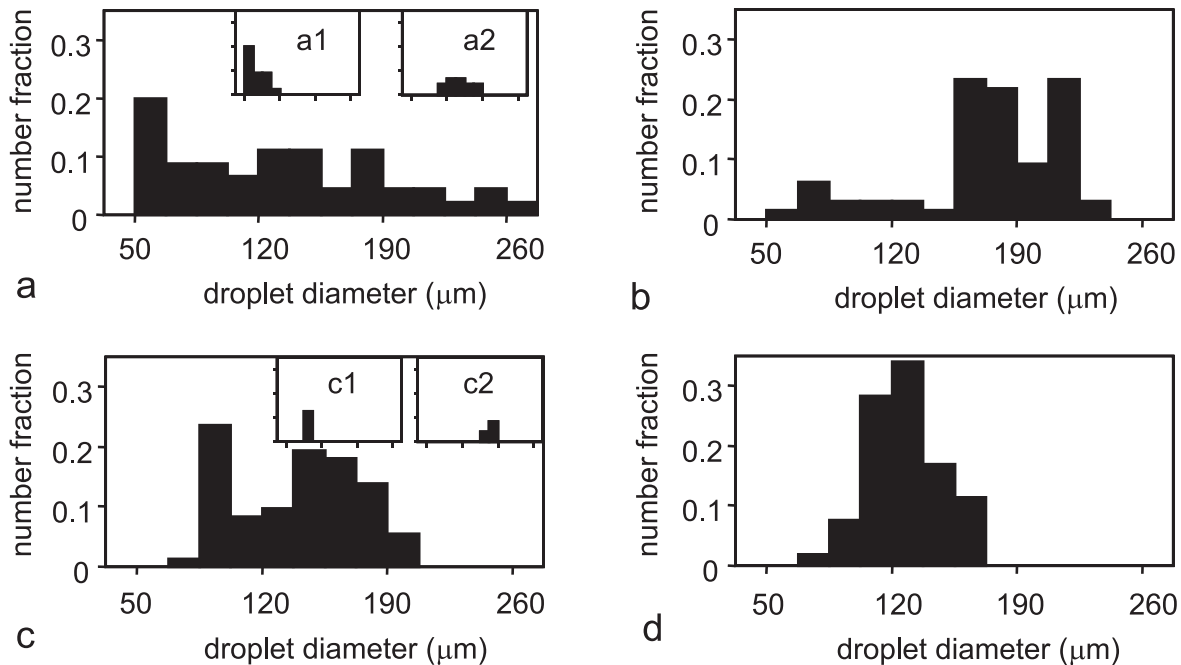 number fraction
0.3
0.2
0.1
0
a1
a2
50 120 190 260
droplet diameter (μm)
a
number fraction
0.3
0.2
0.1
0
50 120 190 260
droplet diameter (μm)
b
number fraction
0.3
0.2
0.1
0
c1
c2
50 120 190 260
droplet diameter (μm)
c
number fraction
0.3
0.2
0.1
0
50 120 190 260
droplet diameter (μm)
d